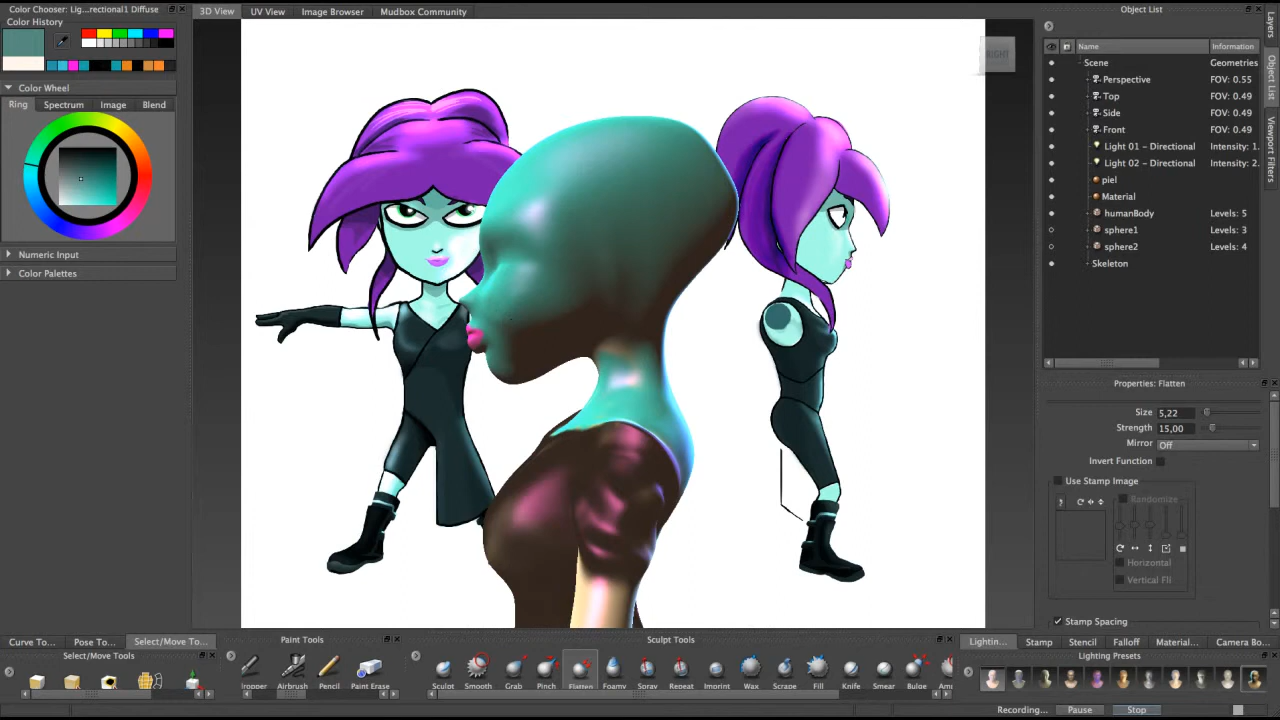 Color Chooser: Lig...rectional1 Diffuse
3D View
UV View
Image Browser
Mudbox Community
Object List
Color History
Color Wheel
Ring
Spectrum
Image
Blend
Numeric Input
Color Palettes
RIGHT
Name
Information
Scene
Geometries
Perspective
FOV: 0.55
Top
FOV: 0.49
Side
FOV: 0.49
Front
FOV: 0.49
Light 01 - Directional
Intensity: 1.
Light 02 - Directional
Intensity: 2.
piel
Material
humanBody
Levels: 5
sphere1
Levels: 3
sphere2
Levels: 4
Skeleton
Layers
Object List
Viewport Filters
Properties: Flatten
Size
5,22
Strength
15,00
Mirror
Off
Invert Function
Use Stamp Image
Randomize
Horizontal
Vertical Fli
Stamp Spacing
Curve To...
Pose To...
Select/Move To...
Paint Tools
Sculpt Tools
Lightin...
Stamp
Stencil
Falloff
Material...
Camera Bo...
Select/Move Tools
Lighting Presets
Dropper
Airbrush
Pencil
Paint Erase
Sculpt
Smooth
Grab
Pinch
Flatten
Foamy
Spray
Repeat
Imprint
Wax
Scrape
Fill
Knife
Smear
Bulge
Am
Recording...
Pause
Stop